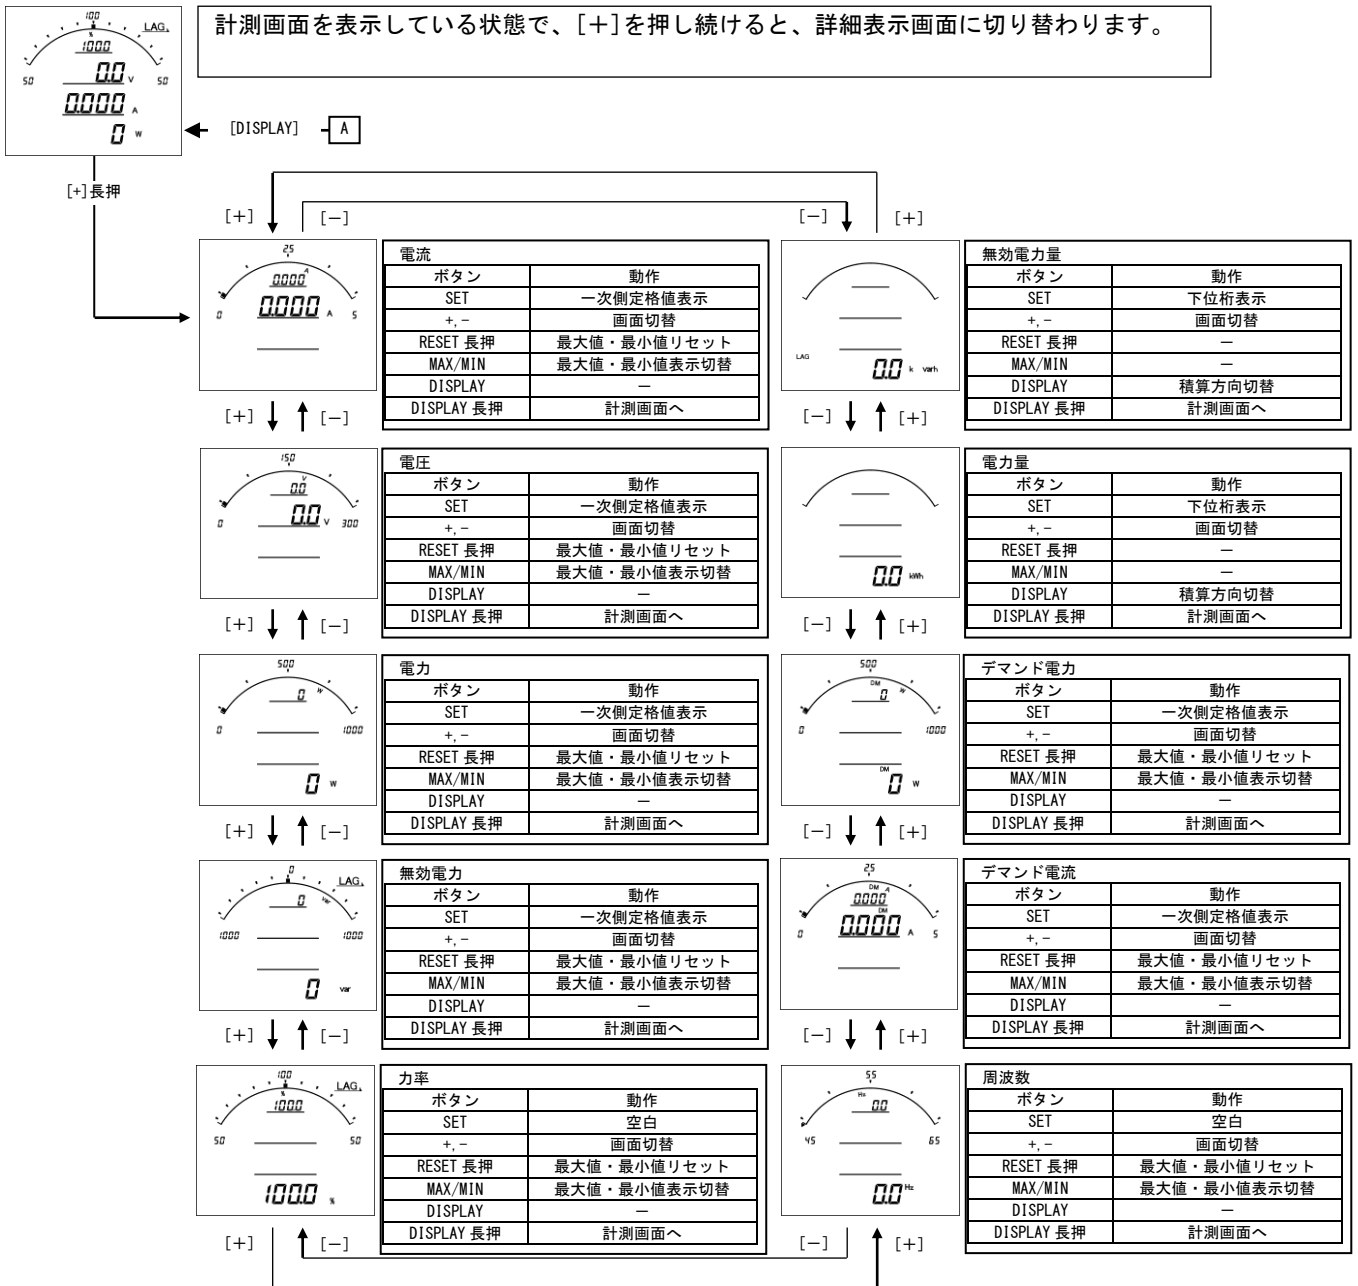 計測画面を表示している状態で、[＋]を押し続けると、詳細表示画面に切り替わります。
100
LAG
%
100.0
50 0.0 V 50
0.000 A
0 W
[DISPLAY] A
[+]長押
[＋] [－] [－] [＋]
25
0.000 A
0.000 A
0 5
電流
ボタン 動作
SET 一次側定格値表示
+,− 画面切替
RESET 長押 最大値・最小値リセット
MAX/MIN 最大値・最小値表示切替
DISPLAY －
DISPLAY 長押 計測画面へ
LAG
0.0 k varh
無効電力量
ボタン 動作
SET 下位桁表示
+,− 画面切替
RESET 長押 －
MAX/MIN －
DISPLAY 積算方向切替
DISPLAY 長押 計測画面へ
[＋] [－] [－] [＋]
150
V
0.0
0.0 V
0 300
電圧
ボタン 動作
SET 一次側定格値表示
+,− 画面切替
RESET 長押 最大値・最小値リセット
MAX/MIN 最大値・最小値表示切替
DISPLAY －
DISPLAY 長押 計測画面へ
0.0 kWh
電力量
ボタン 動作
SET 下位桁表示
+,− 画面切替
RESET 長押 －
MAX/MIN －
DISPLAY 積算方向切替
DISPLAY 長押 計測画面へ
[＋] [－] [－] [＋]
500
0 W
0 1000
0 W
電力
ボタン 動作
SET 一次側定格値表示
+,− 画面切替
RESET 長押 最大値・最小値リセット
MAX/MIN 最大値・最小値表示切替
DISPLAY －
DISPLAY 長押 計測画面へ
500
DM
0 W
0 1000
DM
0 W
デマンド電力
ボタン 動作
SET 一次側定格値表示
+,− 画面切替
RESET 長押 最大値・最小値リセット
MAX/MIN 最大値・最小値表示切替
DISPLAY －
DISPLAY 長押 計測画面へ
[＋] [－] [－] [＋]
0
LAG
0 var
1000 1000
0 var
無効電力
ボタン 動作
SET 一次側定格値表示
+,− 画面切替
RESET 長押 最大値・最小値リセット
MAX/MIN 最大値・最小値表示切替
DISPLAY －
DISPLAY 長押 計測画面へ
25
DM A
0.000
DM
0.000 A
0 5
デマンド電流
ボタン 動作
SET 一次側定格値表示
+,− 画面切替
RESET 長押 最大値・最小値リセット
MAX/MIN 最大値・最小値表示切替
DISPLAY －
DISPLAY 長押 計測画面へ
[＋] [－] [－] [＋]
100
LAG
%
100.0
50 50
100.0 %
力率
ボタン 動作
SET 空白
+,− 画面切替
RESET 長押 最大値・最小値リセット
MAX/MIN 最大値・最小値表示切替
DISPLAY －
DISPLAY 長押 計測画面へ
55
Hz
0.0
45 65
0.0 Hz
周波数
ボタン 動作
SET 空白
+,− 画面切替
RESET 長押 最大値・最小値リセット
MAX/MIN 最大値・最小値表示切替
DISPLAY －
DISPLAY 長押 計測画面へ
[＋] [－] [－] [＋]